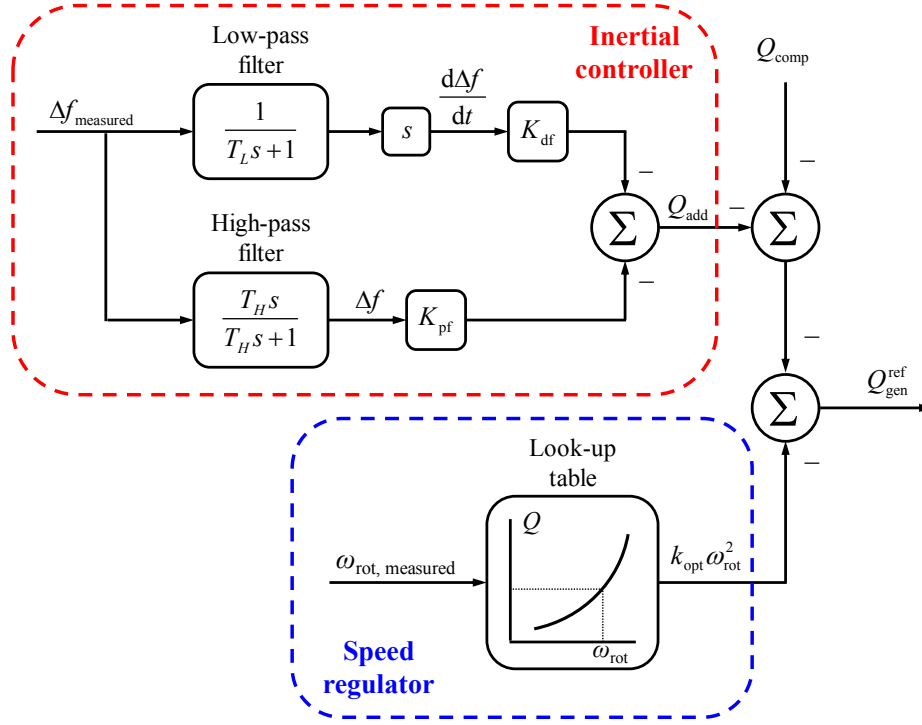 Low-pass
filter
Inertial
controller
Q_comp
Δf_measured
1
T_L s + 1
s
dΔf
dt
K_df
−
−
Σ
Q_add
−
−
Σ
High-pass
filter
T_H s
T_H s + 1
Δf
K_pf
−
Σ
Q_gen^ref
−
Look-up
table
Q
ω_rot, measured
k_opt ω_rot^2
ω_rot
Speed
regulator